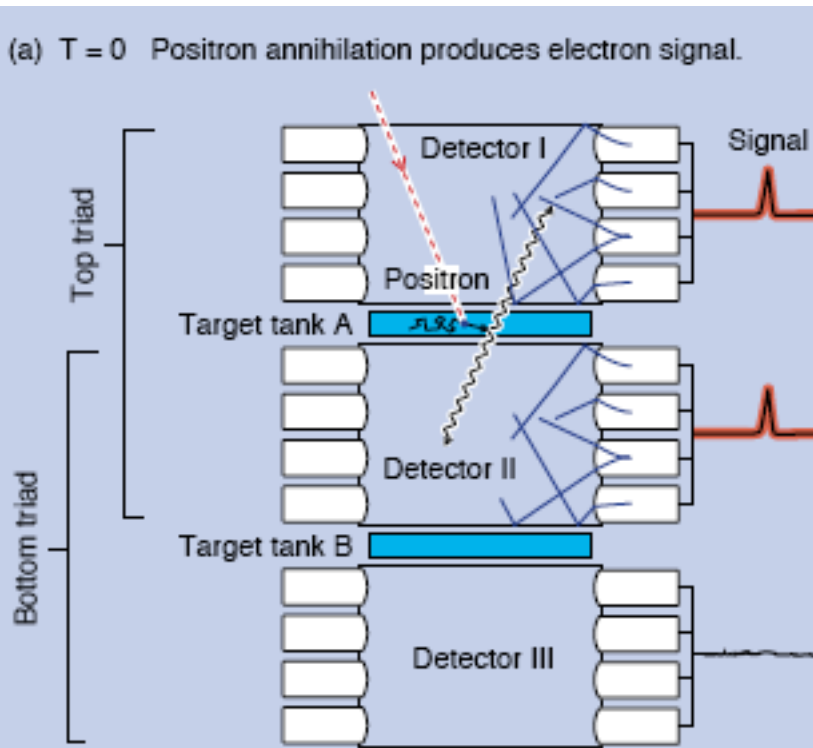 (a) T = 0 Positron annihilation produces electron signal.
Signal
Detector I
Top triad
Positron
Target tank A
Detector II
Target tank B
Bottom triad
Detector III